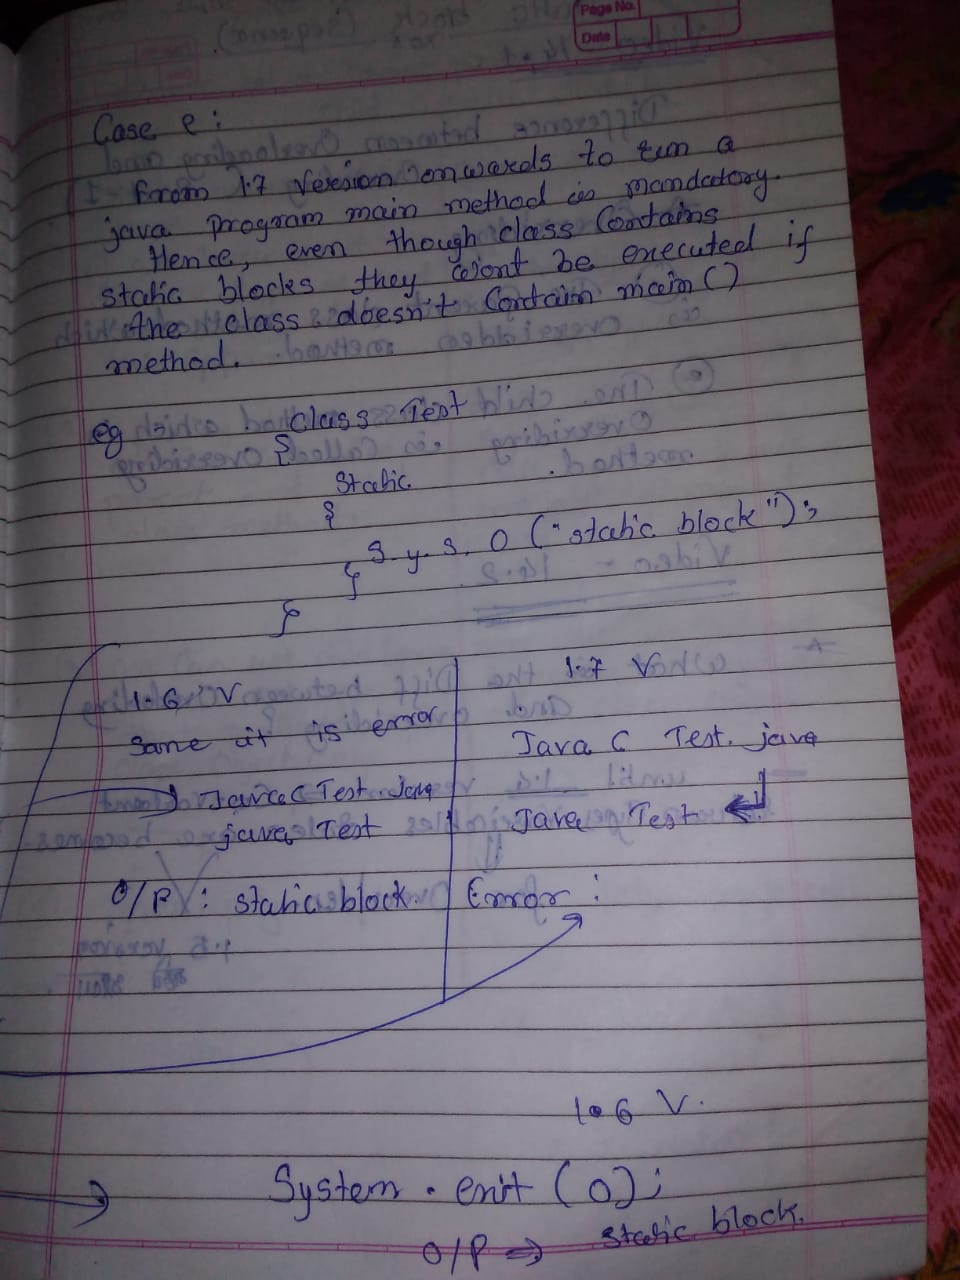 Page No.
Date
Case e:
From 1.7 Version onwards to run a
java program main method is mandatory.
Hence, even though class Contains
static blocks they won't be executed if
the class doesn't Contain main()
method.
eg class Test
{
Static
{
S.y.s.o ("static block");
}
}
1.6 V
1.7 V
Same it is error
Java C Test. java
Javac Test java
java Test
Java Test
O/P : static block.
Error :
1.6 V.
System . exit (0);
O/P ⇒ static block.